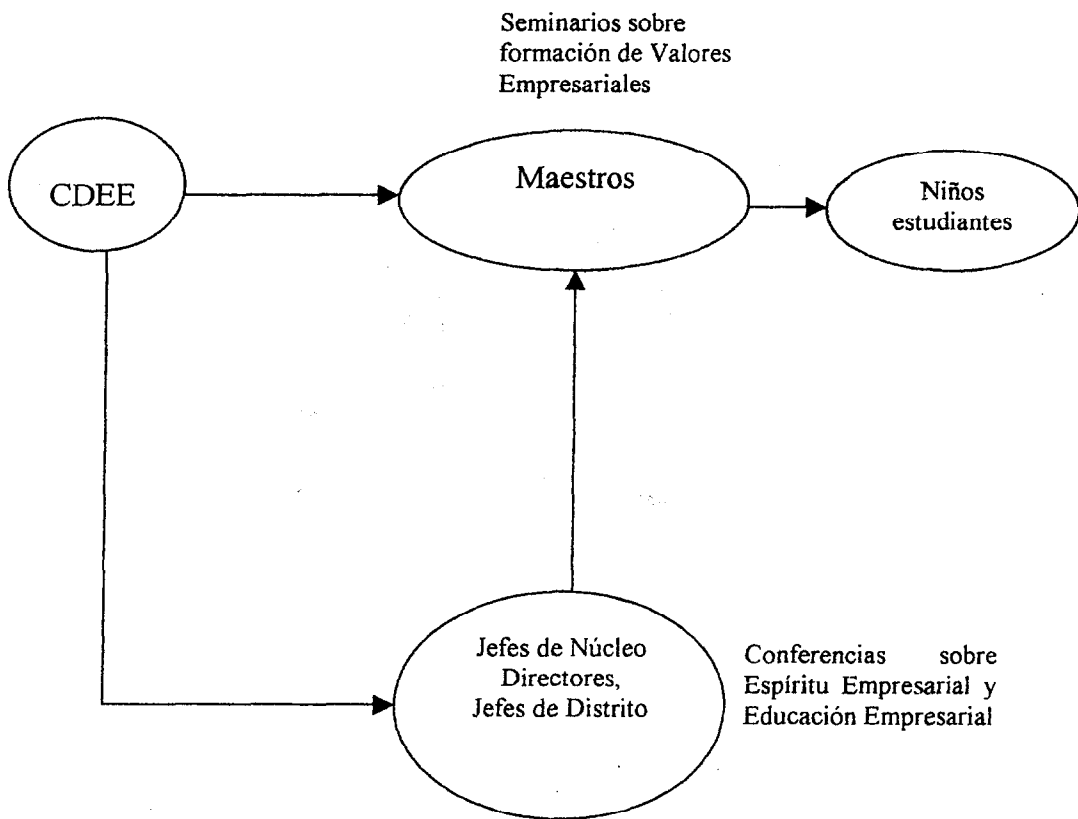 Seminarios sobre
formación de Valores
Empresariales
CDEE
Maestros
Niños
estudiantes
Jefes de Núcleo
Directores,
Jefes de Distrito
Conferencias sobre
Espíritu Empresarial y
Educación Empresarial